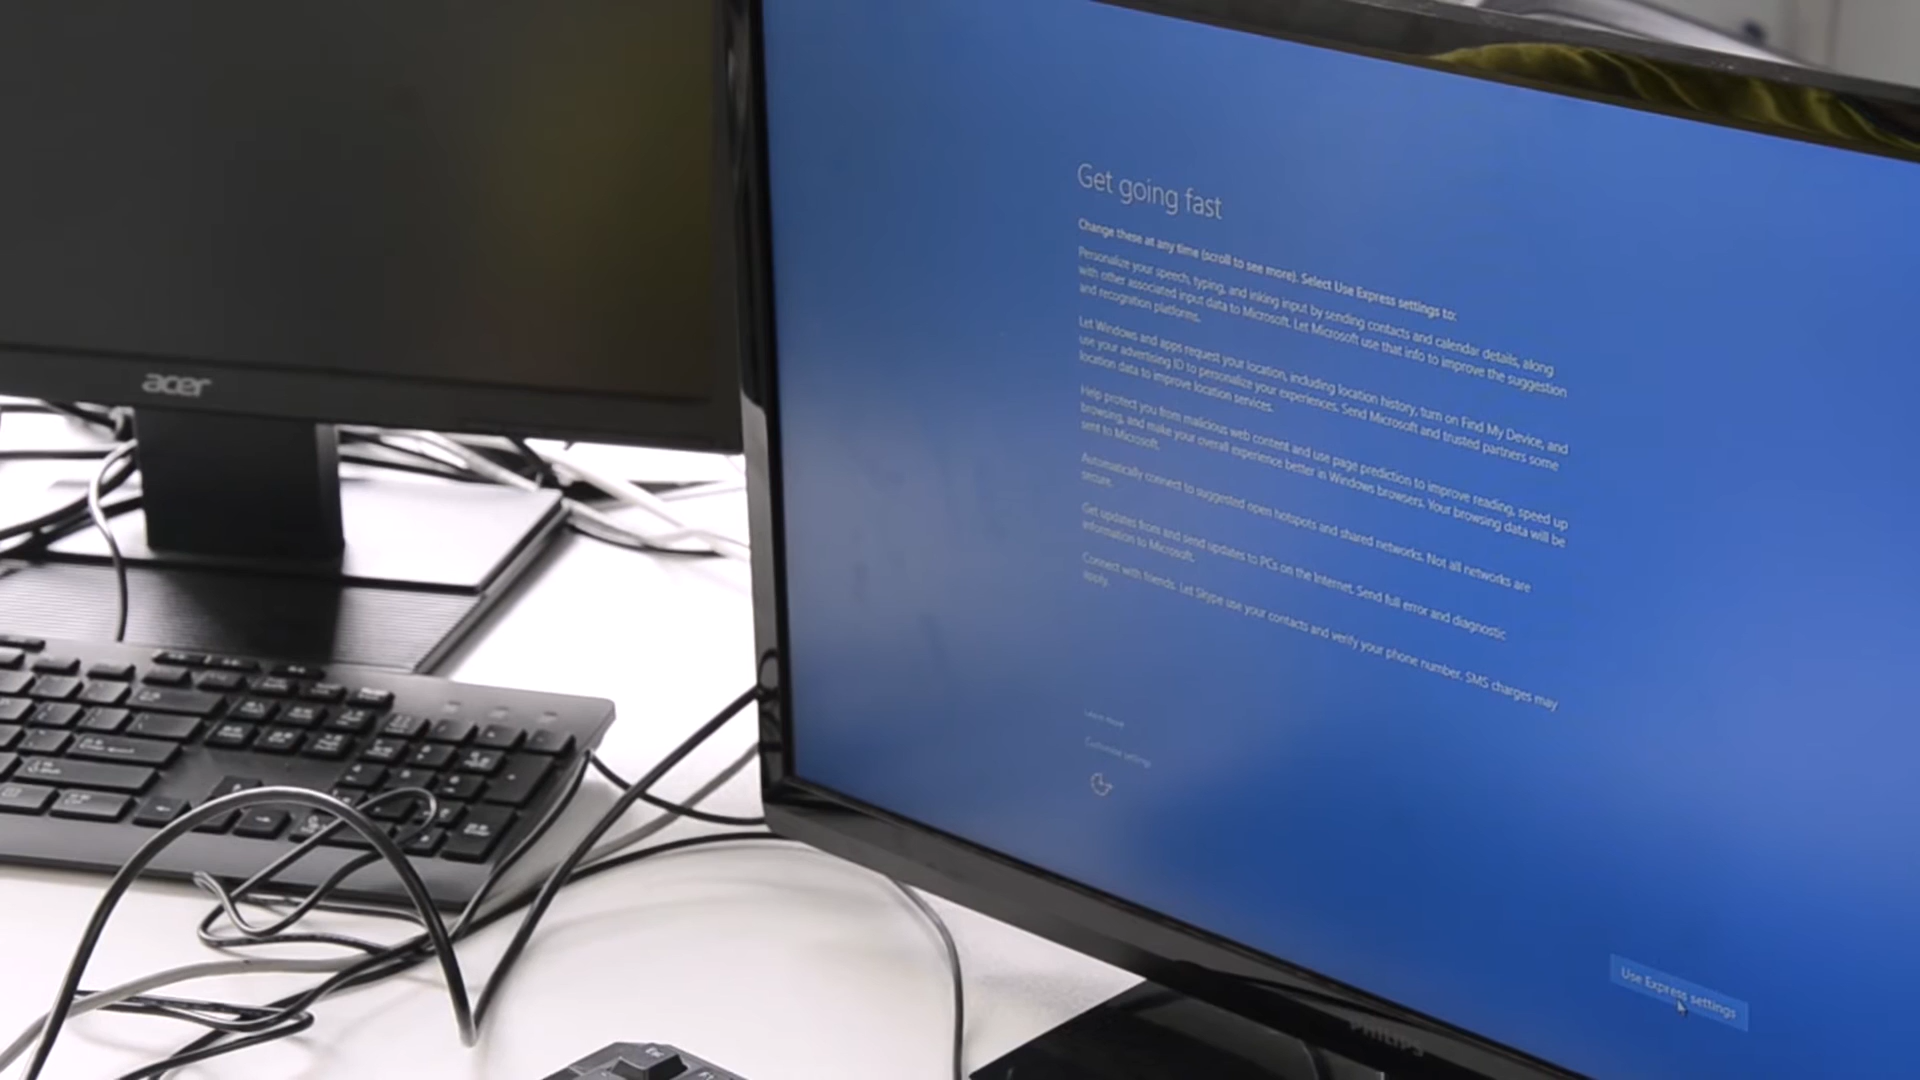 acer
Get going fast
Change these at any time (scroll to see more). Select Use Express settings to:
Personalize your speech, typing, and inking input by sending contacts and calendar details, along
with other associated input data to Microsoft. Let Microsoft use that info to improve the suggestion
and recognition platforms.
Let Windows and apps request your location, including location history, turn on Find My Device, and
use your advertising ID to personalize your experiences. Send Microsoft and trusted partners some
location data to improve location services.
Help protect you from malicious web content and use page prediction to improve reading, speed up
browsing, and make your overall experience better in Windows browsers. Your browsing data will be
sent to Microsoft.
Automatically connect to suggested open hotspots and shared networks. Not all networks are
secure.
Get updates from and send updates to PCs on the Internet. Send full error and diagnostic
information to Microsoft.
Connect with friends. Let Skype use your contacts and verify your phone number. SMS charges may
apply.
Learn more
Customize settings
Use Express settings
PHILIPS
Esc